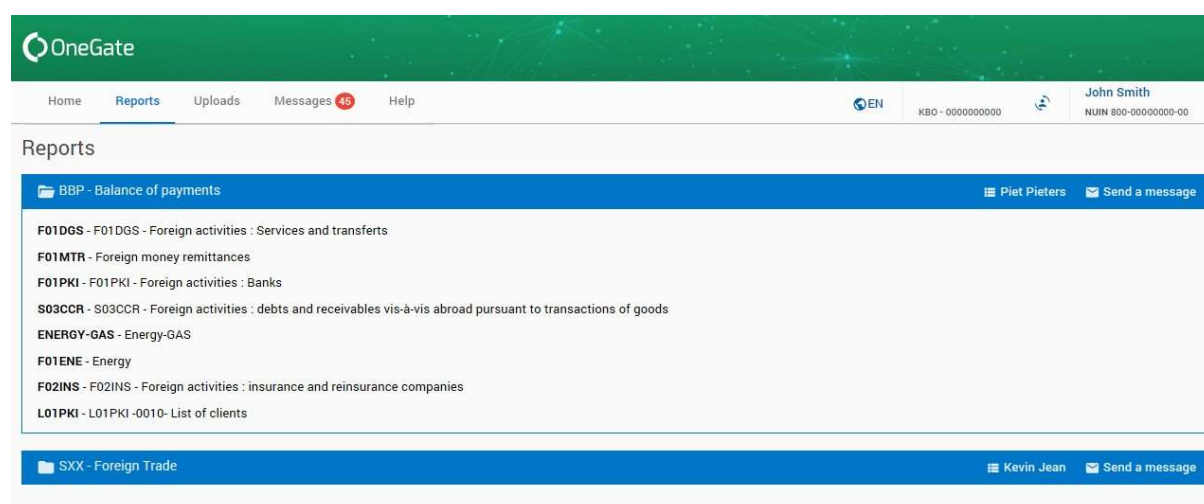 OneGate
Home Reports Uploads Messages 45 Help EN KBO - 0000000000 John Smith
NUIN 800-00000000-00
Reports
BBP - Balance of payments Piet Pieters Send a message
F01DGS - F01DGS - Foreign activities : Services and transferts
F01MTR - Foreign money remittances
F01PKI - F01PKI - Foreign activities : Banks
S03CCR - S03CCR - Foreign activities : debts and receivables vis-à-vis abroad pursuant to transactions of goods
ENERGY-GAS - Energy-GAS
F01ENE - Energy
F02INS - F02INS - Foreign activities : insurance and reinsurance companies
L01PKI - L01PKI -0010- List of clients
SXX - Foreign Trade Kevin Jean Send a message